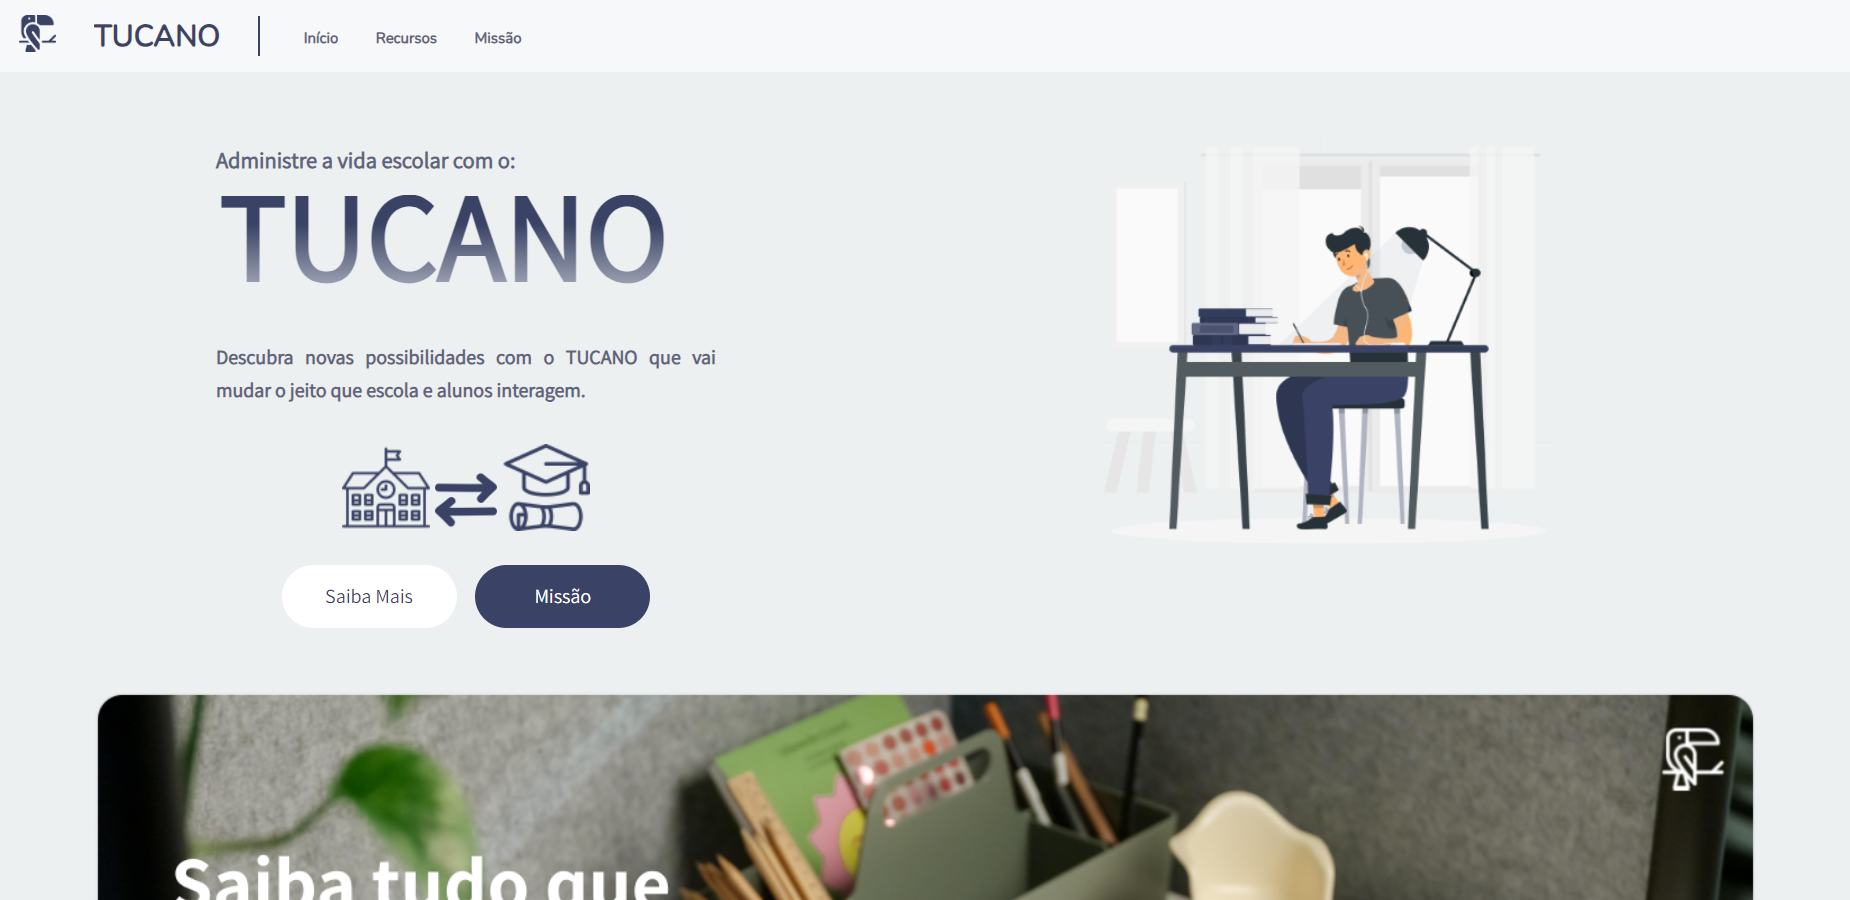 TUCANO
Início
Recursos
Missão
Administre a vida escolar com o:
TUCANO
Descubra novas possibilidades com o TUCANO que vai
mudar o jeito que escola e alunos interagem.
Saiba Mais
Missão
Saiba tudo que